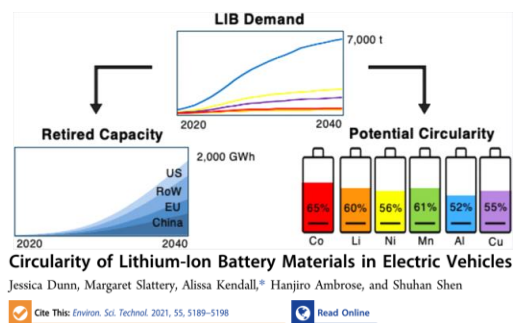 LIB Demand
7,000 t
2020
2040
Retired Capacity
2,000 GWh
US
RoW
EU
China
2020
2040
Potential Circularity
65%
60%
56%
61%
52%
55%
Co
Li
Ni
Mn
Al
Cu
Circularity of Lithium-Ion Battery Materials in Electric Vehicles
Jessica Dunn, Margaret Slattery, Alissa Kendall,* Hanjiro Ambrose, and Shuhan Shen
Cite This: Environ. Sci. Technol. 2021, 55, 5189–5198
Read Online